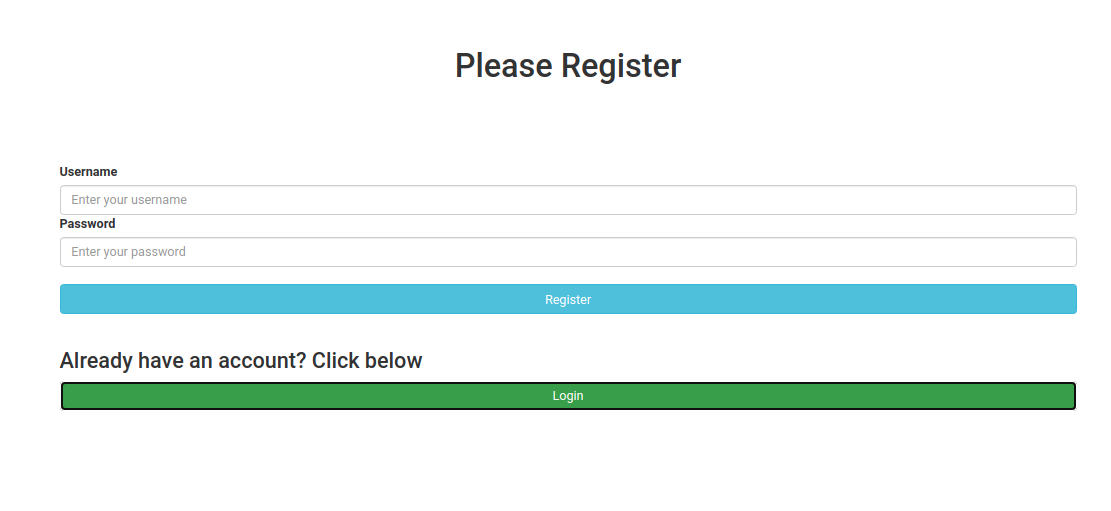 Please Register
Username
Enter your username
Password
Enter your password
Register
Already have an account? Click below
Login